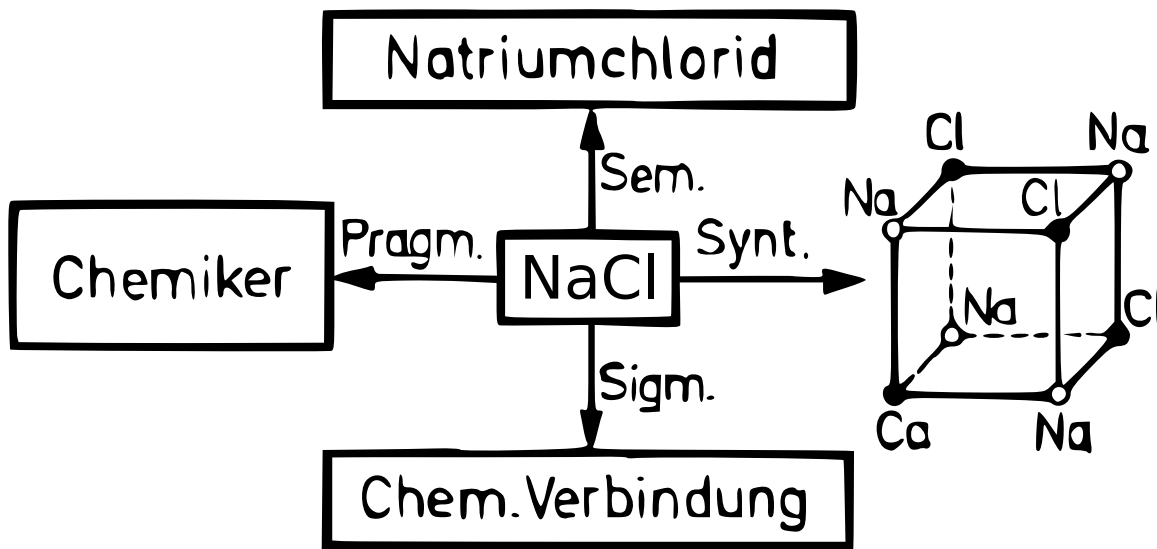 Natriumchlorid
Cl
Na
Sem.
Na
Cl
Pragm.
NaCl
Synt.
Chemiker
Na
Cl
Sigm.
Ca
Na
Chem. Verbindung